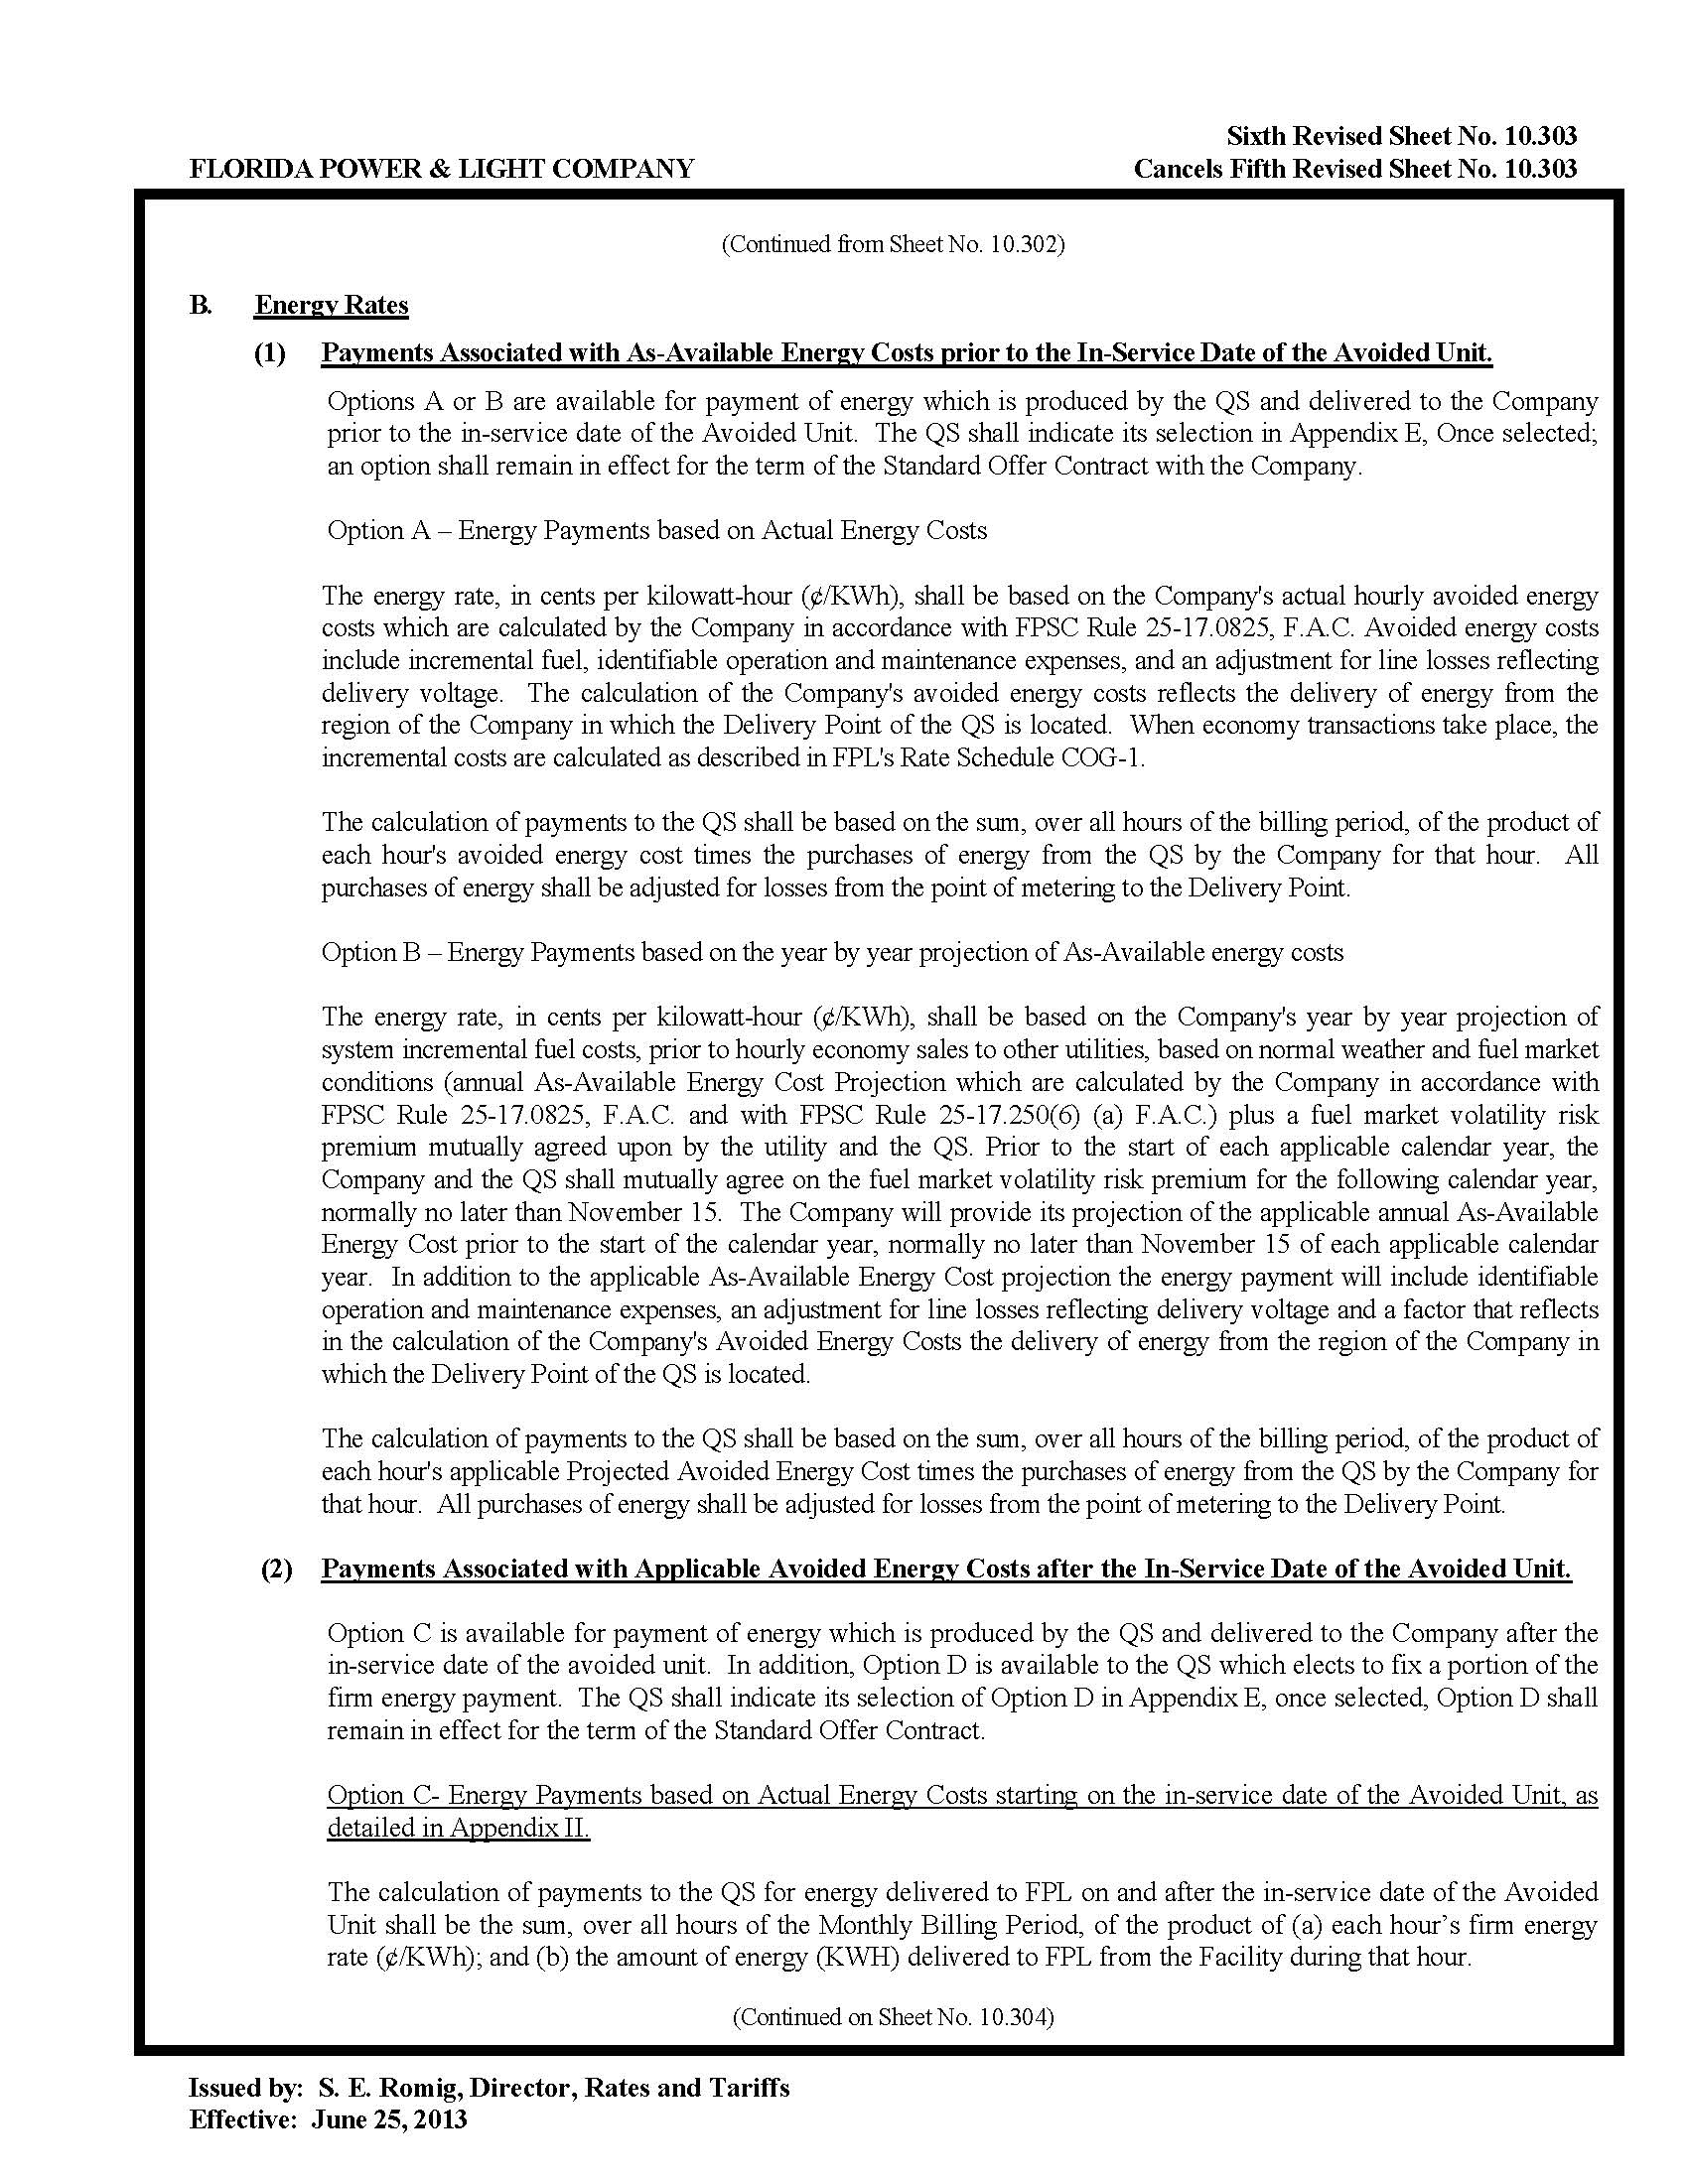 Sixth Revised Sheet No. 10.303
FLORIDA POWER & LIGHT COMPANY Cancels Fifth Revised Sheet No. 10.303
(Continued from Sheet No. 10.302)
B. Energy Rates
(1) Payments Associated with As-Available Energy Costs prior to the In-Service Date of the Avoided Unit.
Options A or B are available for payment of energy which is produced by the QS and delivered to the Company
prior to the in-service date of the Avoided Unit. The QS shall indicate its selection in Appendix E, Once selected;
an option shall remain in effect for the term of the Standard Offer Contract with the Company.
Option A – Energy Payments based on Actual Energy Costs
The energy rate, in cents per kilowatt-hour (¢/KWh), shall be based on the Company's actual hourly avoided energy
costs which are calculated by the Company in accordance with FPSC Rule 25-17.0825, F.A.C. Avoided energy costs
include incremental fuel, identifiable operation and maintenance expenses, and an adjustment for line losses reflecting
delivery voltage. The calculation of the Company's avoided energy costs reflects the delivery of energy from the
region of the Company in which the Delivery Point of the QS is located. When economy transactions take place, the
incremental costs are calculated as described in FPL's Rate Schedule COG-1.
The calculation of payments to the QS shall be based on the sum, over all hours of the billing period, of the product of
each hour's avoided energy cost times the purchases of energy from the QS by the Company for that hour. All
purchases of energy shall be adjusted for losses from the point of metering to the Delivery Point.
Option B – Energy Payments based on the year by year projection of As-Available energy costs
The energy rate, in cents per kilowatt-hour (¢/KWh), shall be based on the Company's year by year projection of
system incremental fuel costs, prior to hourly economy sales to other utilities, based on normal weather and fuel market
conditions (annual As-Available Energy Cost Projection which are calculated by the Company in accordance with
FPSC Rule 25-17.0825, F.A.C. and with FPSC Rule 25-17.250(6) (a) F.A.C.) plus a fuel market volatility risk
premium mutually agreed upon by the utility and the QS. Prior to the start of each applicable calendar year, the
Company and the QS shall mutually agree on the fuel market volatility risk premium for the following calendar year,
normally no later than November 15. The Company will provide its projection of the applicable annual As-Available
Energy Cost prior to the start of the calendar year, normally no later than November 15 of each applicable calendar
year. In addition to the applicable As-Available Energy Cost projection the energy payment will include identifiable
operation and maintenance expenses, an adjustment for line losses reflecting delivery voltage and a factor that reflects
in the calculation of the Company's Avoided Energy Costs the delivery of energy from the region of the Company in
which the Delivery Point of the QS is located.
The calculation of payments to the QS shall be based on the sum, over all hours of the billing period, of the product of
each hour's applicable Projected Avoided Energy Cost times the purchases of energy from the QS by the Company for
that hour. All purchases of energy shall be adjusted for losses from the point of metering to the Delivery Point.
(2) Payments Associated with Applicable Avoided Energy Costs after the In-Service Date of the Avoided Unit.
Option C is available for payment of energy which is produced by the QS and delivered to the Company after the
in-service date of the avoided unit. In addition, Option D is available to the QS which elects to fix a portion of the
firm energy payment. The QS shall indicate its selection of Option D in Appendix E, once selected, Option D shall
remain in effect for the term of the Standard Offer Contract.
Option C- Energy Payments based on Actual Energy Costs starting on the in-service date of the Avoided Unit, as
detailed in Appendix II.
The calculation of payments to the QS for energy delivered to FPL on and after the in-service date of the Avoided
Unit shall be the sum, over all hours of the Monthly Billing Period, of the product of (a) each hour’s firm energy
rate (¢/KWh); and (b) the amount of energy (KWH) delivered to FPL from the Facility during that hour.
(Continued on Sheet No. 10.304)
Issued by: S. E. Romig, Director, Rates and Tariffs
Effective: June 25, 2013